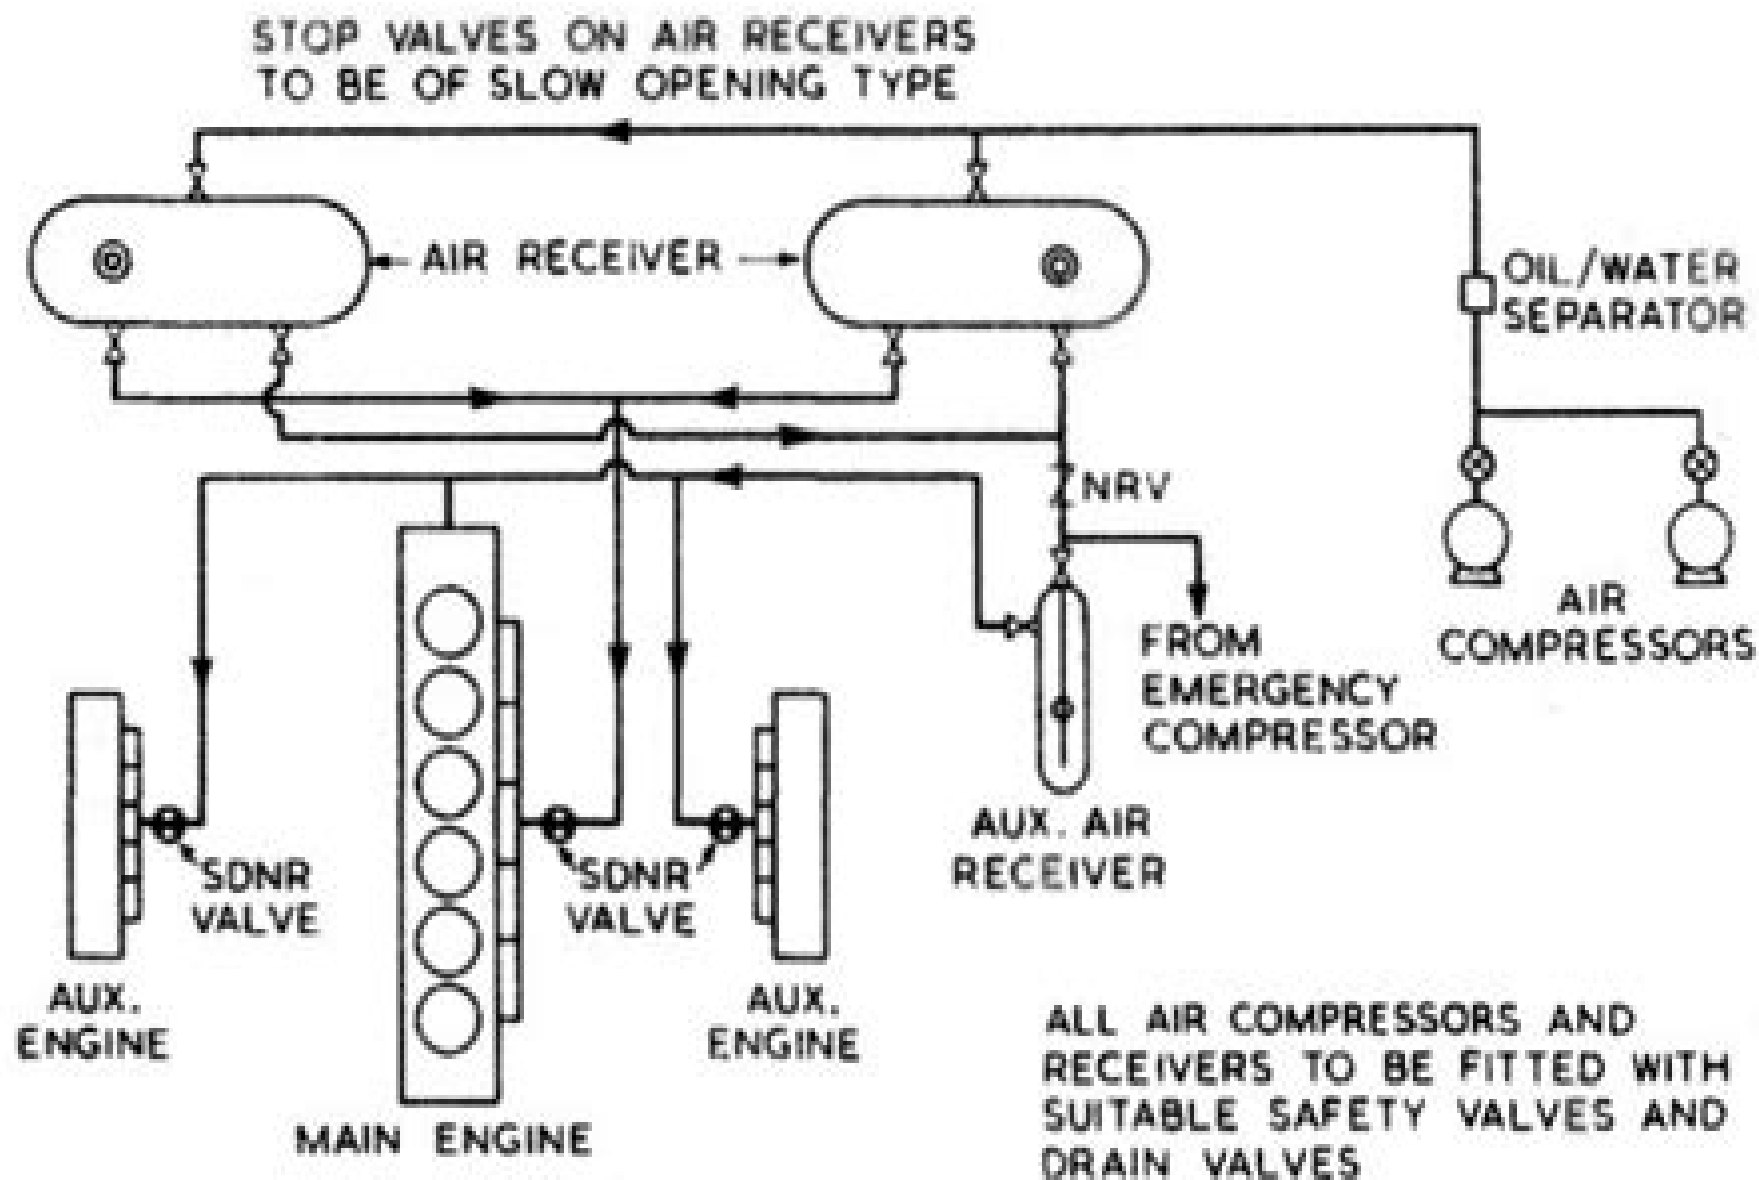 STOP VALVES ON AIR RECEIVERS
TO BE OF SLOW OPENING TYPE
AIR RECEIVER
OIL/WATER
SEPARATOR
NRV
AIR
COMPRESSORS
FROM
EMERGENCY
COMPRESSOR
AUX. AIR
RECEIVER
SDNR
VALVE
SDNR
VALVE
AUX.
ENGINE
AUX.
ENGINE
MAIN ENGINE
ALL AIR COMPRESSORS AND
RECEIVERS TO BE FITTED WITH
SUITABLE SAFETY VALVES AND
DRAIN VALVES